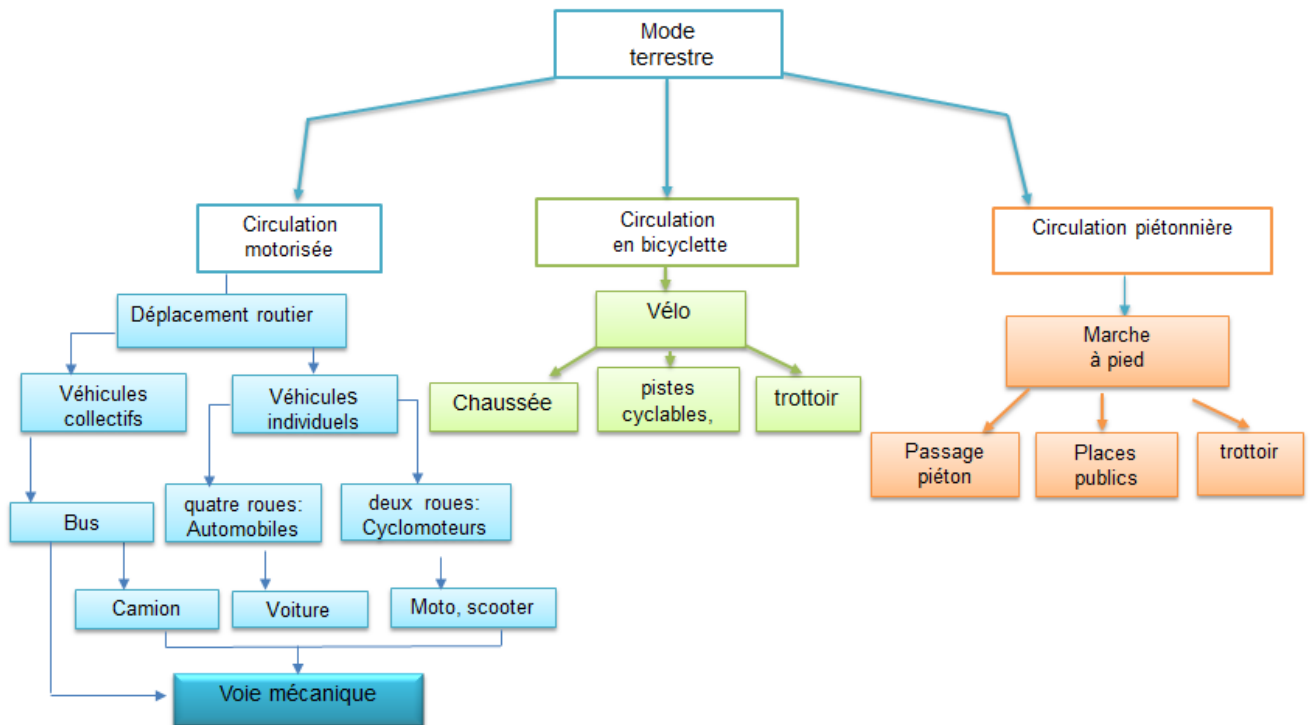 Mode
terrestre
Circulation
motorisée
Circulation
en bicyclette
Circulation piétonnière
Déplacement routier
Vélo
Marche
à pied
Véhicules
collectifs
Véhicules
individuels
Chaussée
pistes
cyclables,
trottoir
Passage
piéton
Places
publics
trottoir
Bus
quatre roues:
Automobiles
deux roues:
Cyclomoteurs
Camion
Voiture
Moto, scooter
Voie mécanique